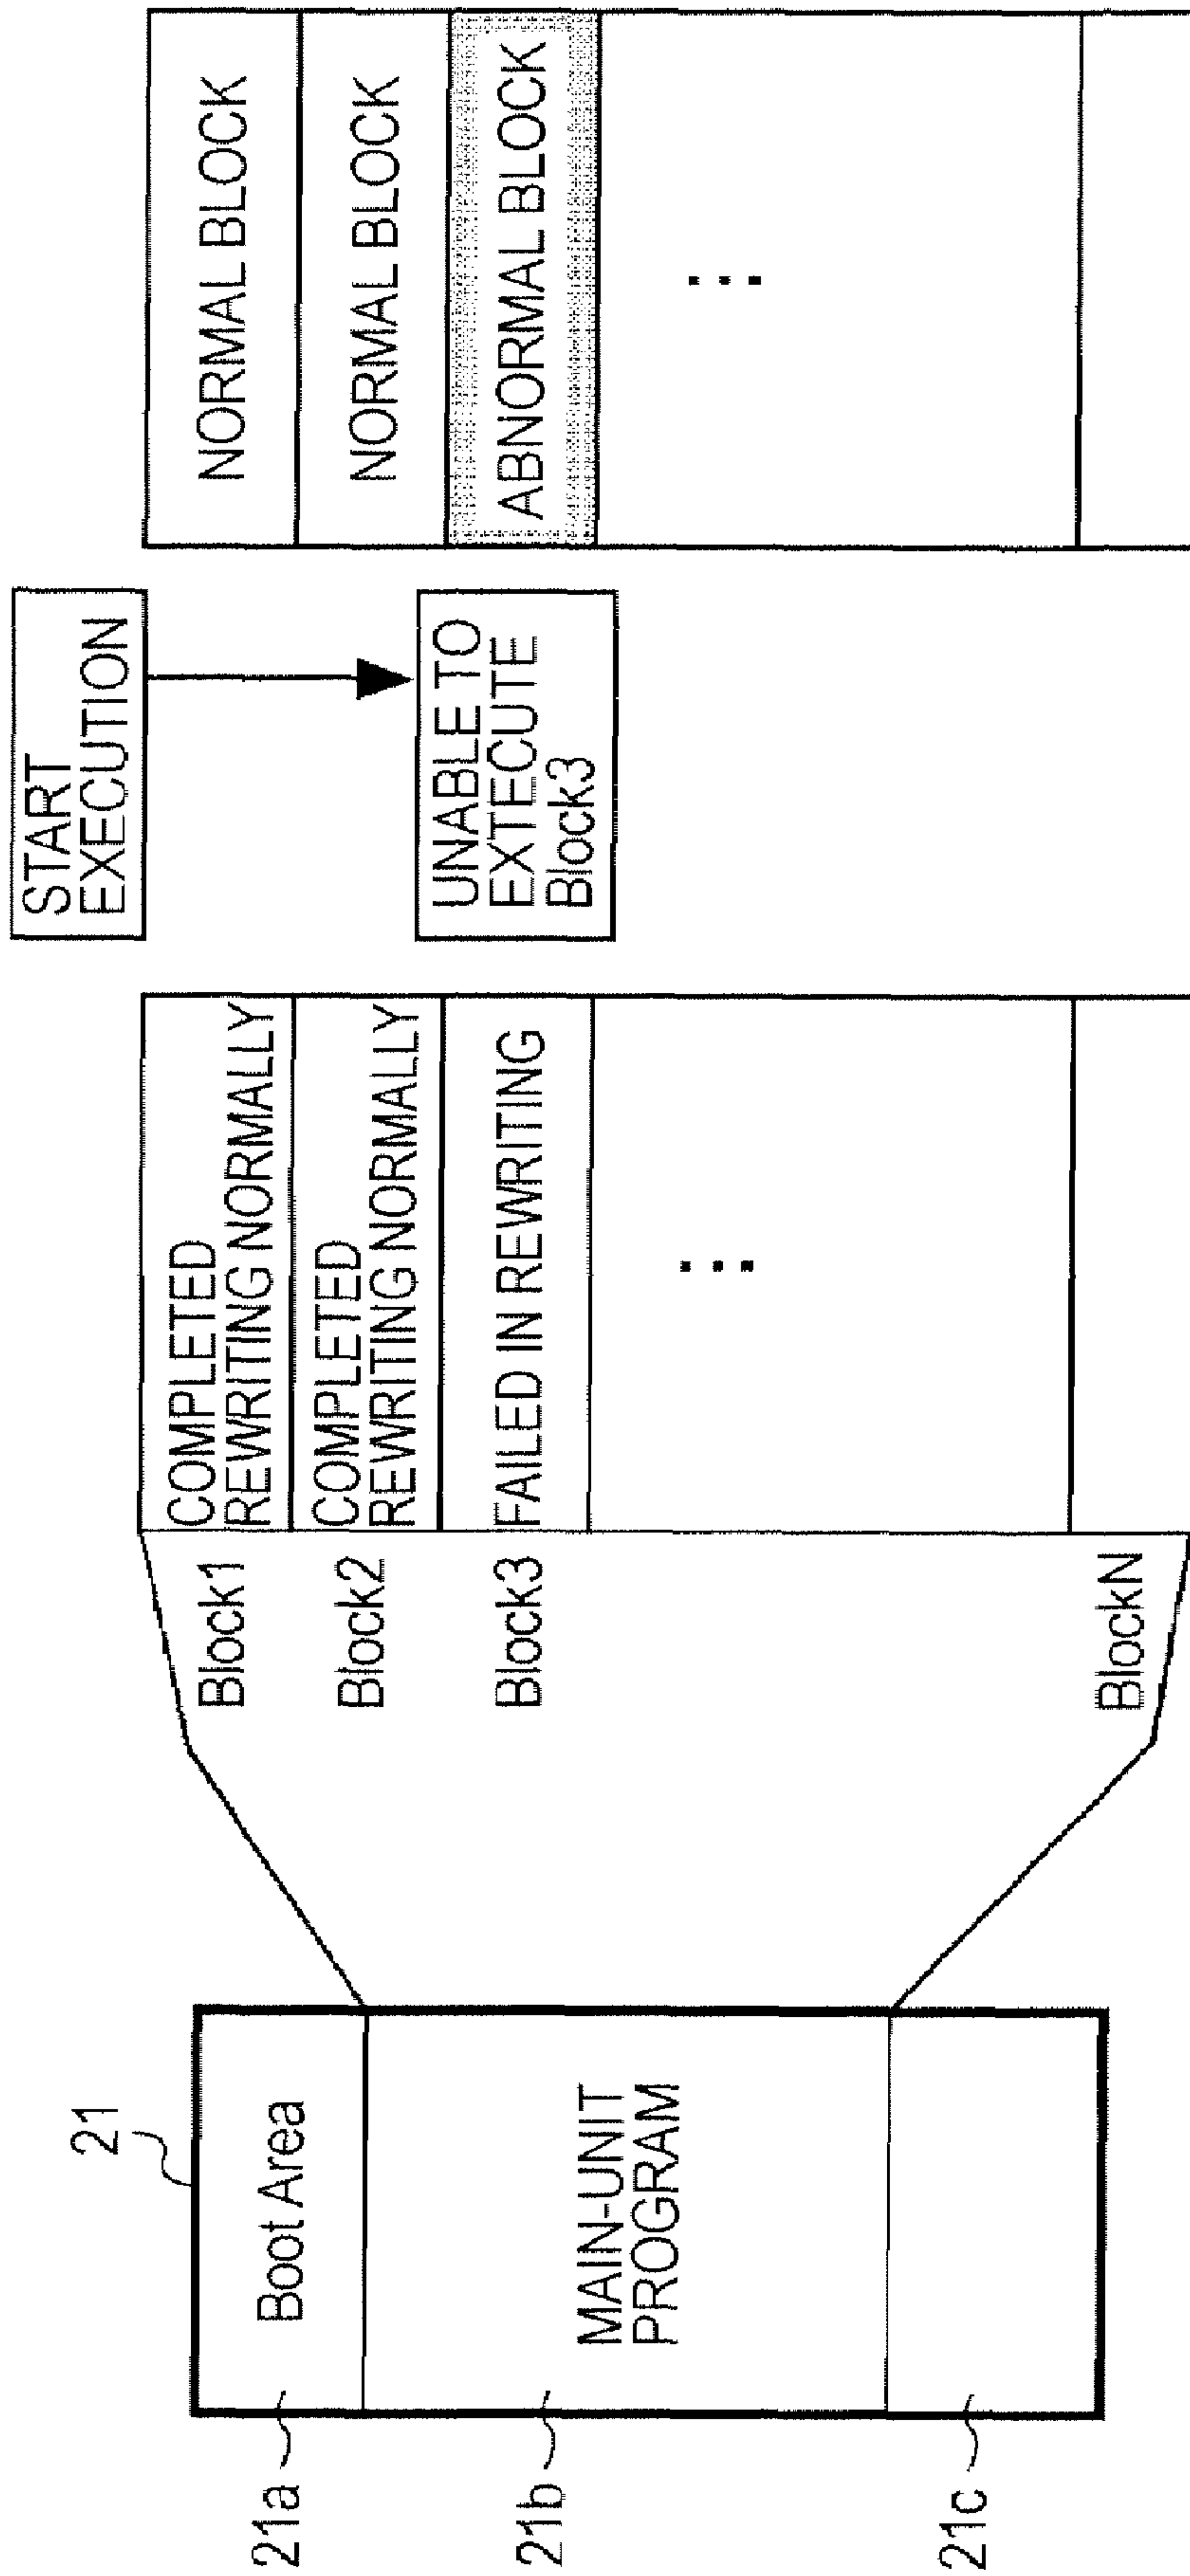 21
21a
Boot Area
21b
MAIN-UNIT
PROGRAM
21c
Block1
Block2
Block3
BlockN
COMPLETED
REWRITING NORMALLY
COMPLETED
REWRITING NORMALLY
FAILED IN REWRITING
...
START
EXECUTION
UNABLE TO
EXTECUTE
Block3
NORMAL BLOCK
NORMAL BLOCK
ABNORMAL BLOCK
...